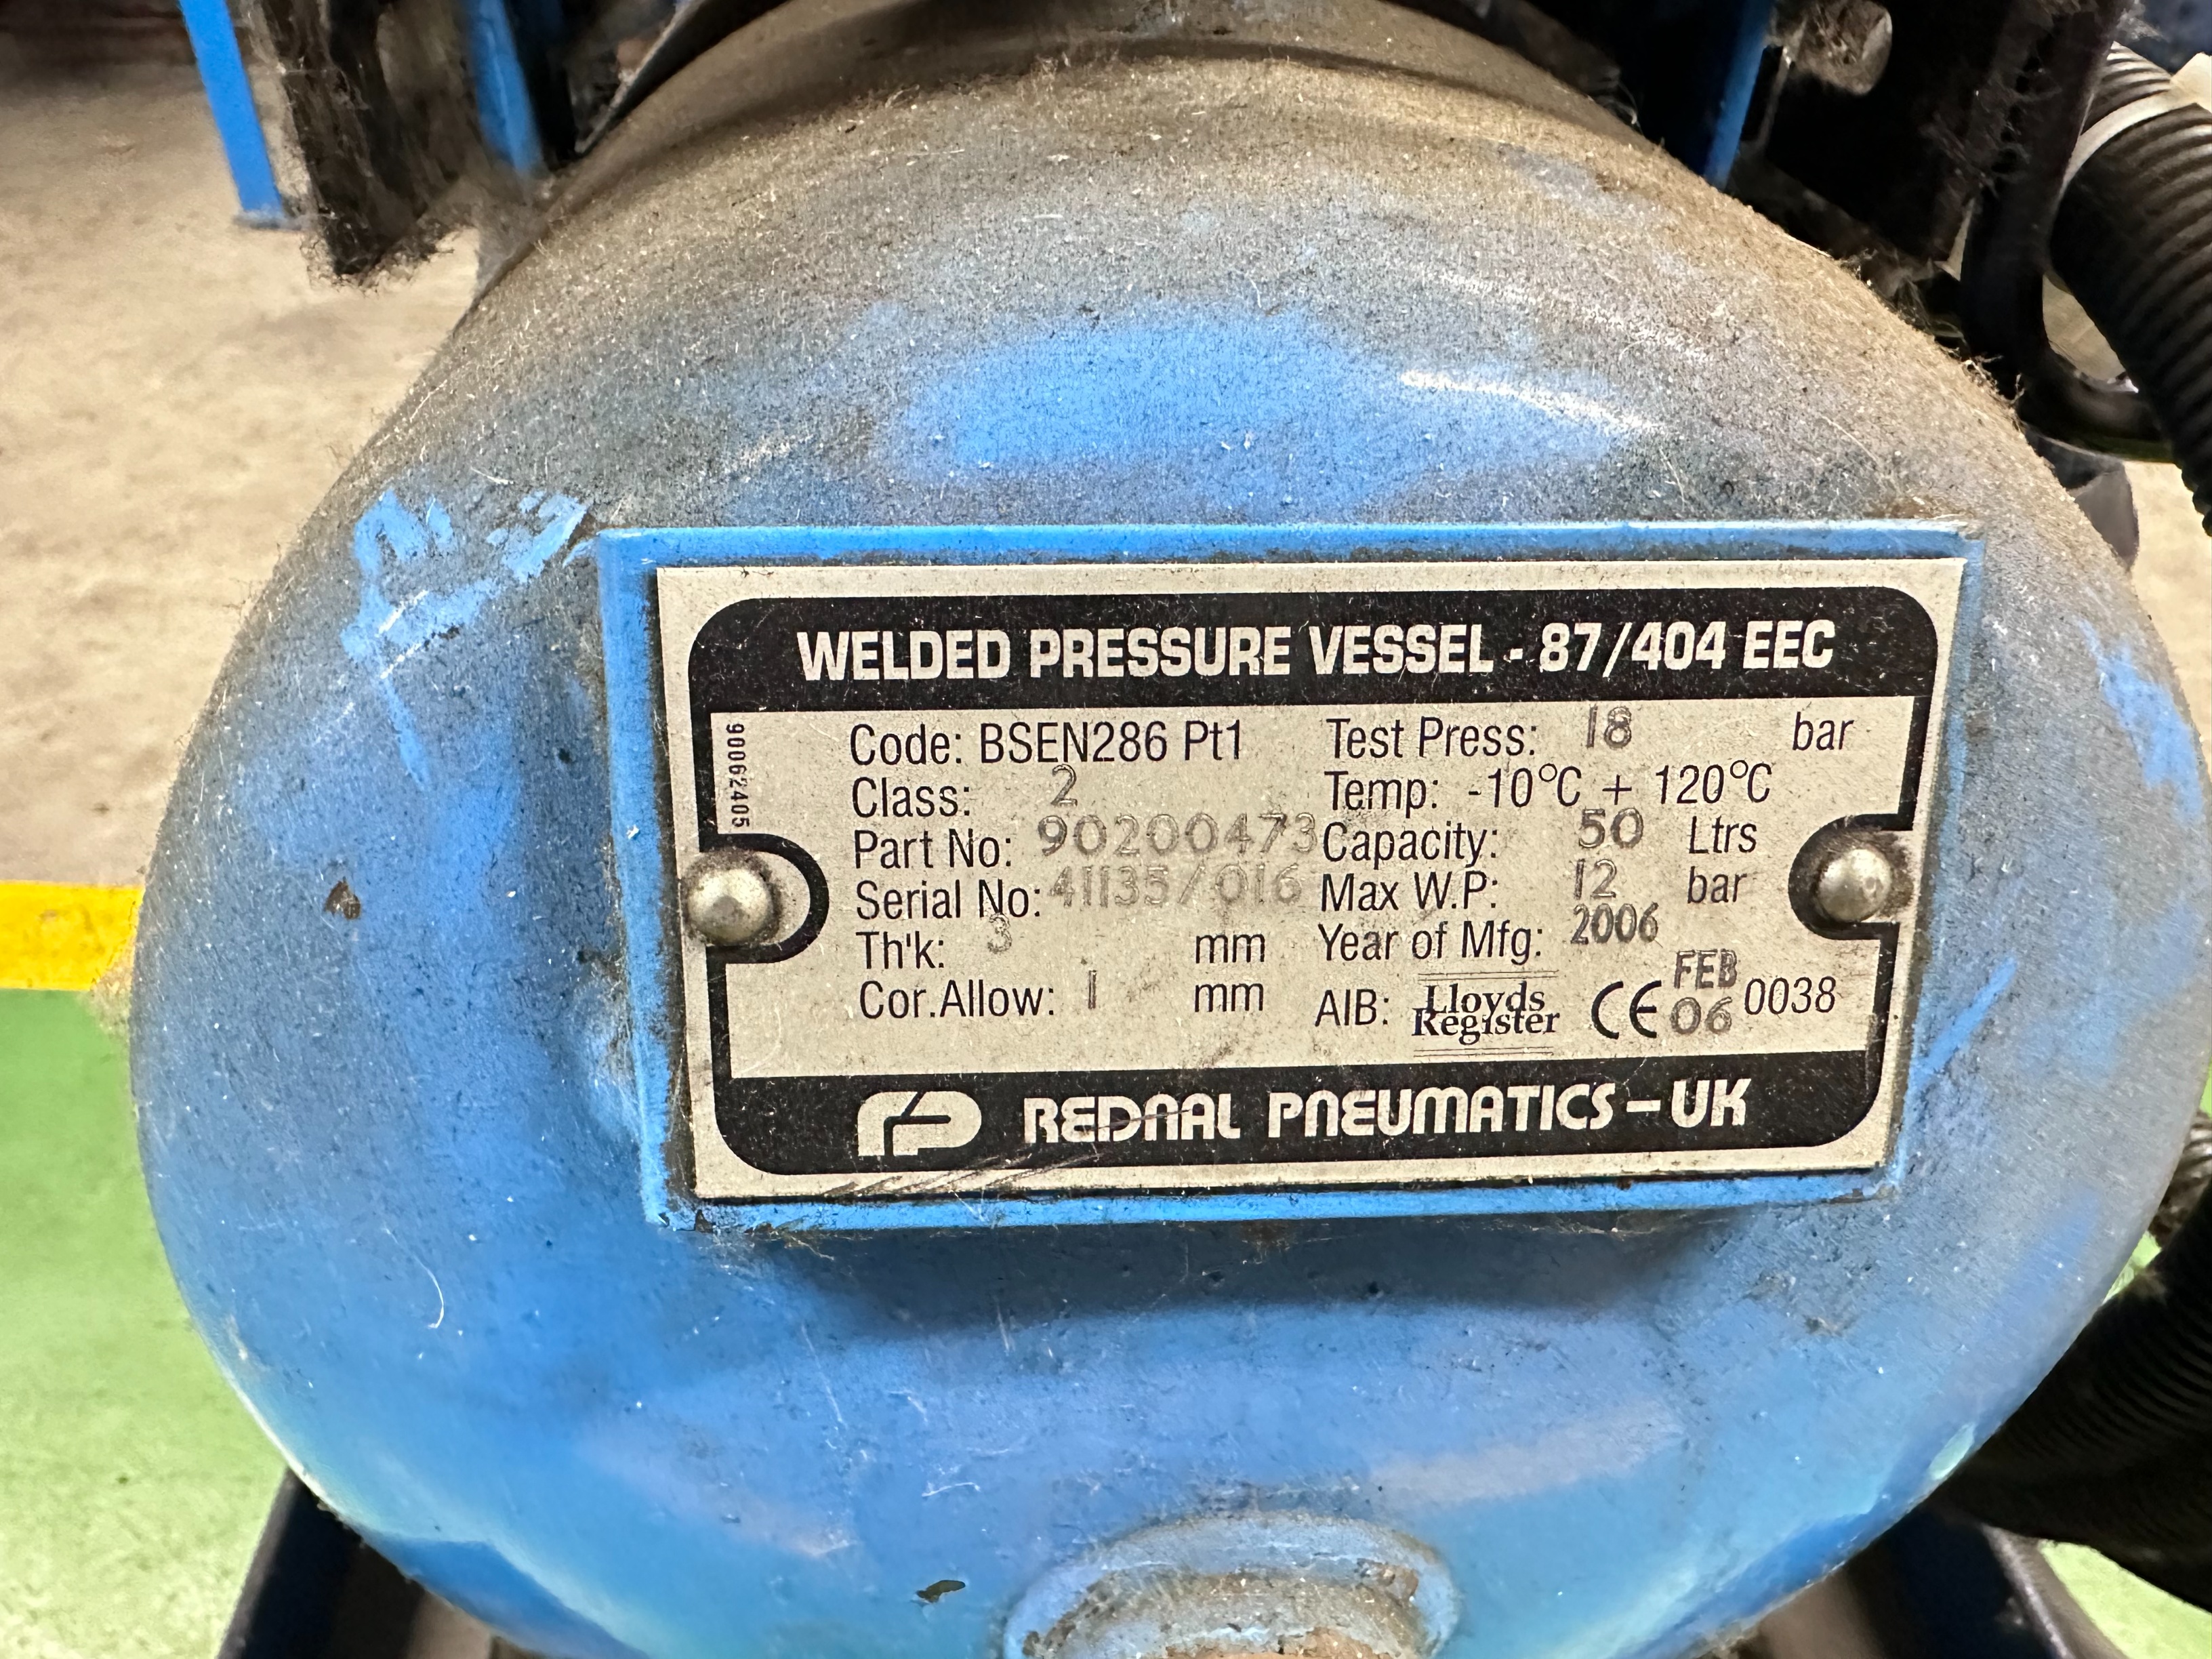 WELDED PRESSURE VESSEL - 87/404 EEC
90062405
Code: BSEN286 Pt1
Class: 2
Part No: 90200473
Serial No: 41135/016
Th'k: 3 mm
Cor.Allow: 1 mm
Test Press: 18 bar
Temp: -10°C + 120°C
Capacity: 50 Ltrs
Max W.P: 12 bar
Year of Mfg: 2006
AIB: Lloyds Register CE FEB 06 0038
REDNAL PNEUMATICS - UK